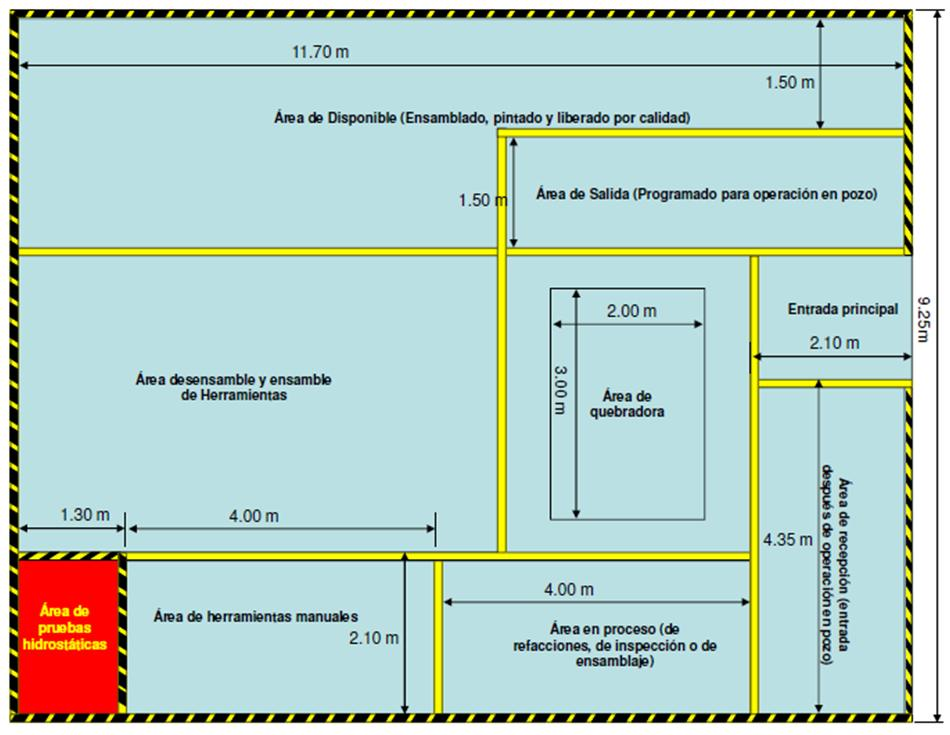 11.70 m
1.50 m
Área de Disponible (Ensamblado, pintado y liberado por calidad)
1.50 m
Área de Salida (Programado para operación en pozo)
Entrada principal
2.10 m
9.25m
2.00 m
3.00 m
Área de
quebradora
Área desensamble y ensamble
de Herramientas
1.30 m
4.00 m
4.35 m
Área de recepción (entrada
después de operación en pozo)
Área de
pruebas
hidrostáticas
Área de herramientas manuales
2.10 m
4.00 m
Área en proceso (de
refacciones, de inspección o de
ensamblaje)